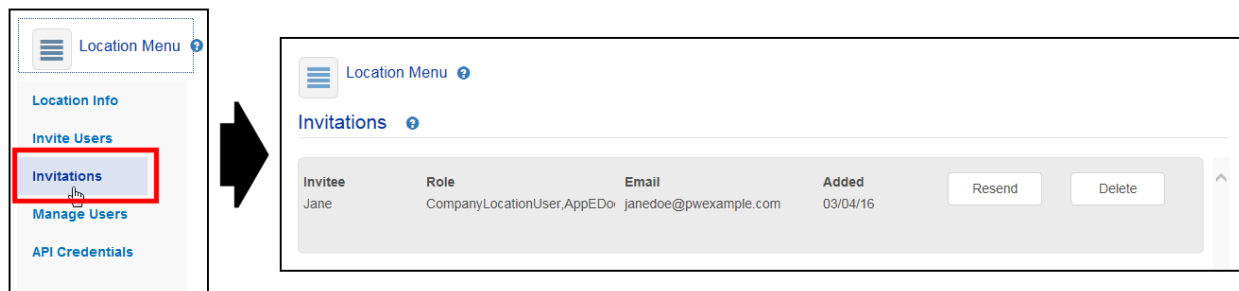 Location Menu
Location Info
Invite Users
Invitations
Manage Users
API Credentials
Location Menu
Invitations
Invitee Role Email Added
Jane CompanyLocationUser,AppEDo janedoe@pwexample.com 03/04/16
Resend Delete